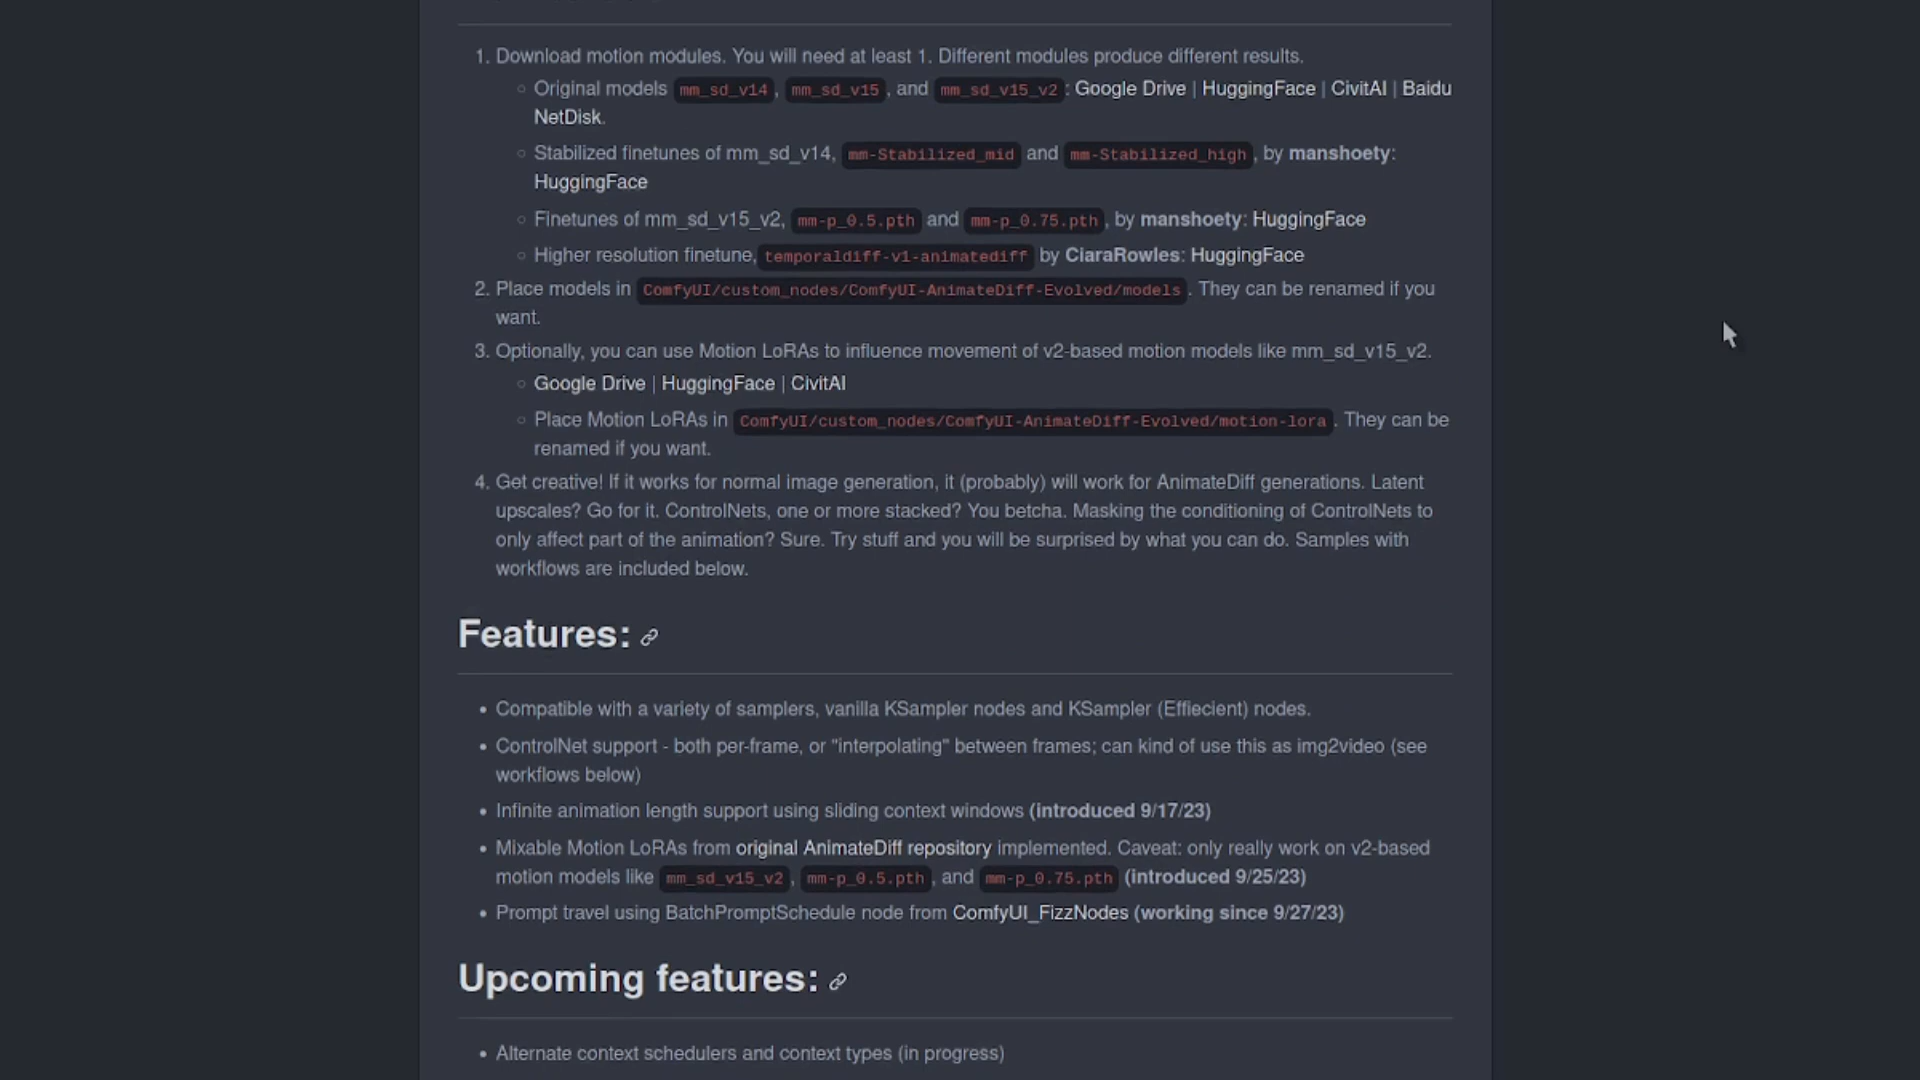 1. Download motion modules. You will need at least 1. Different modules produce different results.
Original models mm_sd_v14, mm_sd_v15, and mm_sd_v15_v2: Google Drive | HuggingFace | CivitAI | Baidu
NetDisk.
Stabilized finetunes of mm_sd_v14, mm-Stabilized_mid and mm-Stabilized_high, by manshoety:
HuggingFace
Finetunes of mm_sd_v15_v2, mm-p_0.5.pth and mm-p_0.75.pth, by manshoety: HuggingFace
Higher resolution finetune, temporaldiff-v1-animatediff by CiaraRowles: HuggingFace
2. Place models in ComfyUI/custom_nodes/ComfyUI-AnimateDiff-Evolved/models. They can be renamed if you
want.
3. Optionally, you can use Motion LoRAs to influence movement of v2-based motion models like mm_sd_v15_v2.
Google Drive | HuggingFace | CivitAI
Place Motion LoRAs in ComfyUI/custom_nodes/ComfyUI-AnimateDiff-Evolved/motion-lora. They can be
renamed if you want.
4. Get creative! If it works for normal image generation, it (probably) will work for AnimateDiff generations. Latent
upscales? Go for it. ControlNets, one or more stacked? You betcha. Masking the conditioning of ControlNets to
only affect part of the animation? Sure. Try stuff and you will be surprised by what you can do. Samples with
workflows are included below.
Features:
Compatible with a variety of samplers, vanilla KSampler nodes and KSampler (Effiecient) nodes.
ControlNet support - both per-frame, or "interpolating" between frames; can kind of use this as img2video (see
workflows below)
Infinite animation length support using sliding context windows (introduced 9/17/23)
Mixable Motion LoRAs from original AnimateDiff repository implemented. Caveat: only really work on v2-based
motion models like mm_sd_v15_v2, mm-p_0.5.pth, and mm-p_0.75.pth (introduced 9/25/23)
Prompt travel using BatchPromptSchedule node from ComfyUI_FizzNodes (working since 9/27/23)
Upcoming features:
Alternate context schedulers and context types (in progress)